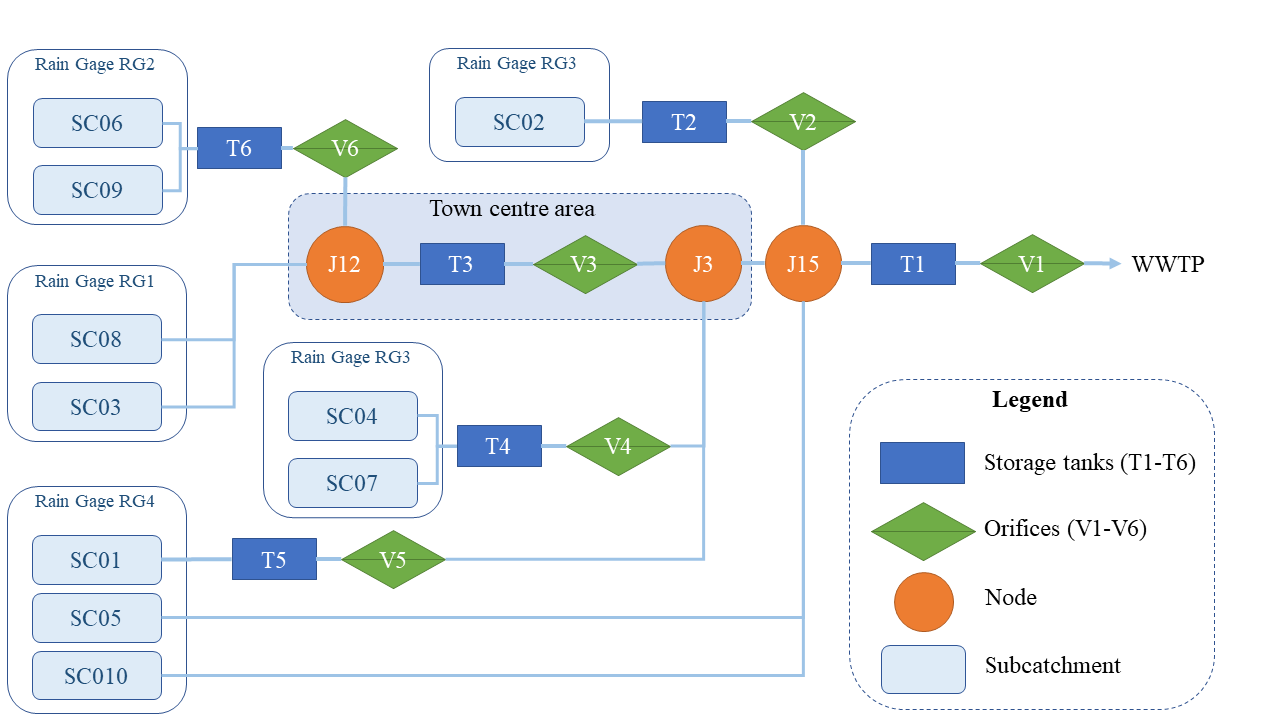 Rain Gage RG2
SC06
SC09
T6
V6
Rain Gage RG3
SC02
T2
V2
Town centre area
J12
T3
V3
J3
J15
T1
V1
WWTP
Rain Gage RG1
SC08
SC03
Rain Gage RG3
SC04
SC07
T4
V4
Rain Gage RG4
SC01
SC05
SC010
T5
V5
Legend
Storage tanks (T1-T6)
Orifices (V1-V6)
Node
Subcatchment